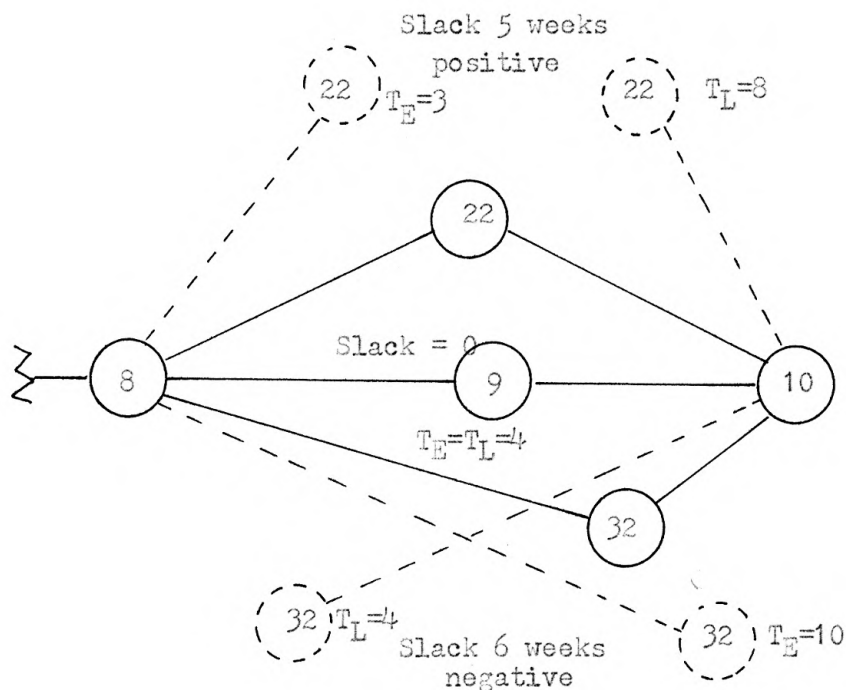 Slack 5 weeks
positive
22 T_E=3
22 T_L=8
22
Slack = 0
8
9
10
T_E=T_L=4
32
32 T_L=4
32 T_E=10
Slack 6 weeks
negative